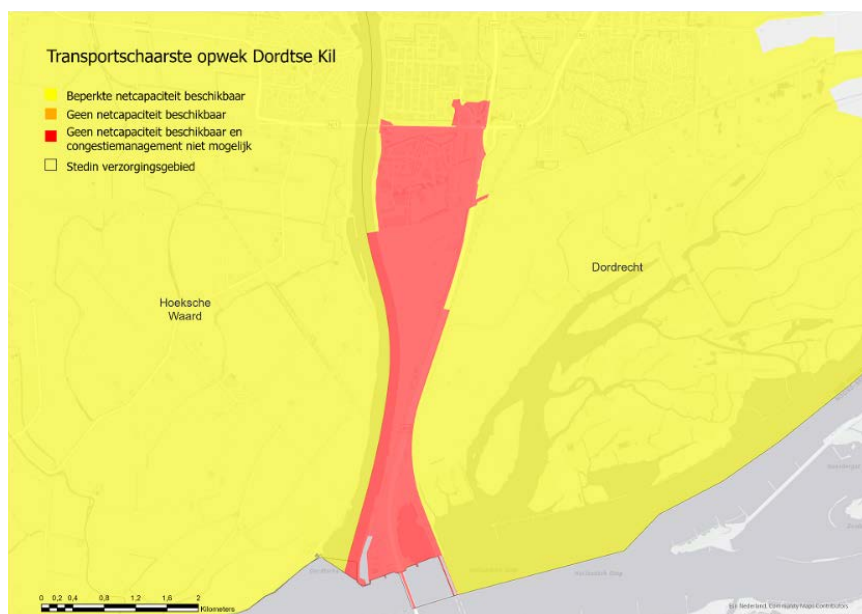 Transportschaarste opwek Dordtse Kil
Beperkte netcapaciteit beschikbaar
Geen netcapaciteit beschikbaar
Geen netcapaciteit beschikbaar en
congestiemanagement niet mogelijk
Stedin verzorgingsgebied
Dordrecht
Hoeksche
Waard
0 0,2 0,4 0,8 1,2 1,6 2
Kilometers